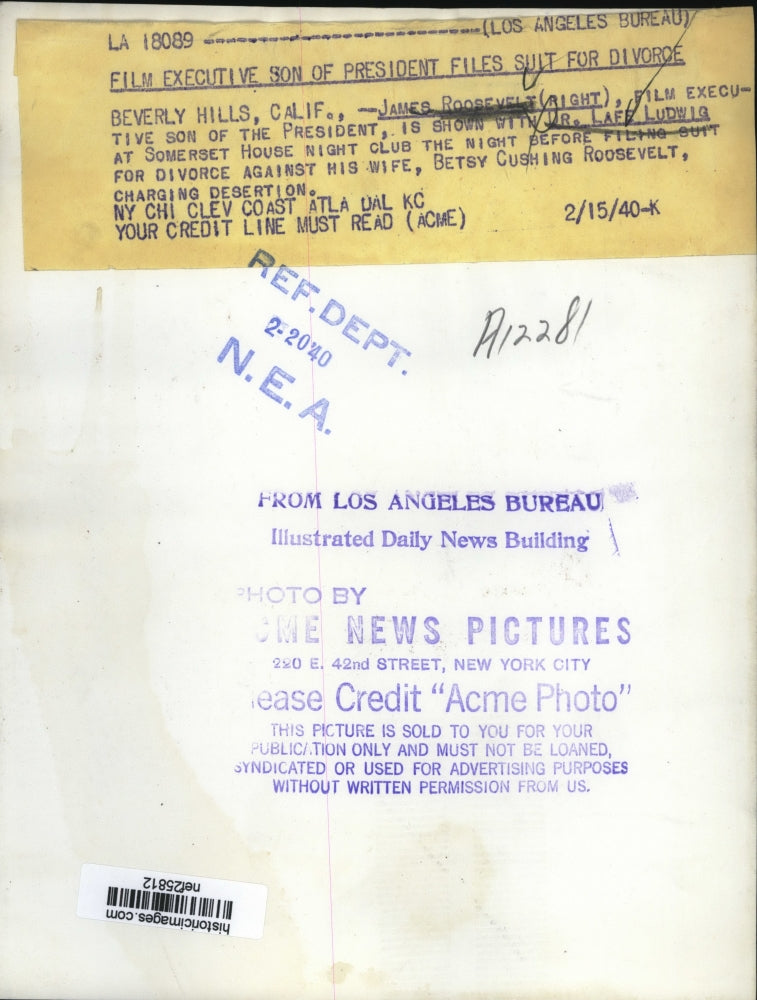 LA 18089 -------------------------(LOS ANGELES BUREAU)
FILM EXECUTIVE SON OF PRESIDENT FILES SUIT FOR DIVORCE
BEVERLY HILLS, CALIF., --JAMES ROOSEVELT (RIGHT), FILM EXECU-
TIVE SON OF THE PRESIDENT, IS SHOWN WITH DR. LAFE LUDWIG
AT SOMERSET HOUSE NIGHT CLUB THE NIGHT BEFORE FILING SUIT
FOR DIVORCE AGAINST HIS WIFE, BETSY CUSHING ROOSEVELT,
CHARGING DESERTION.
NY CHI CLEV COAST ATLA DAL KC
YOUR CREDIT LINE MUST READ (ACME) 2/15/40-K
REF. DEPT.
2-20 40
N.E.A.
A12281
FROM LOS ANGELES BUREAU
Illustrated Daily News Building
PHOTO BY
CME NEWS PICTURES
220 E. 42nd STREET, NEW YORK CITY
ease Credit "Acme Photo"
THIS PICTURE IS SOLD TO YOU FOR YOUR
PUBLICATION ONLY AND MUST NOT BE LOANED,
SYNDICATED OR USED FOR ADVERTISING PURPOSES
WITHOUT WRITTEN PERMISSION FROM US.
historicimages.com
nef25812